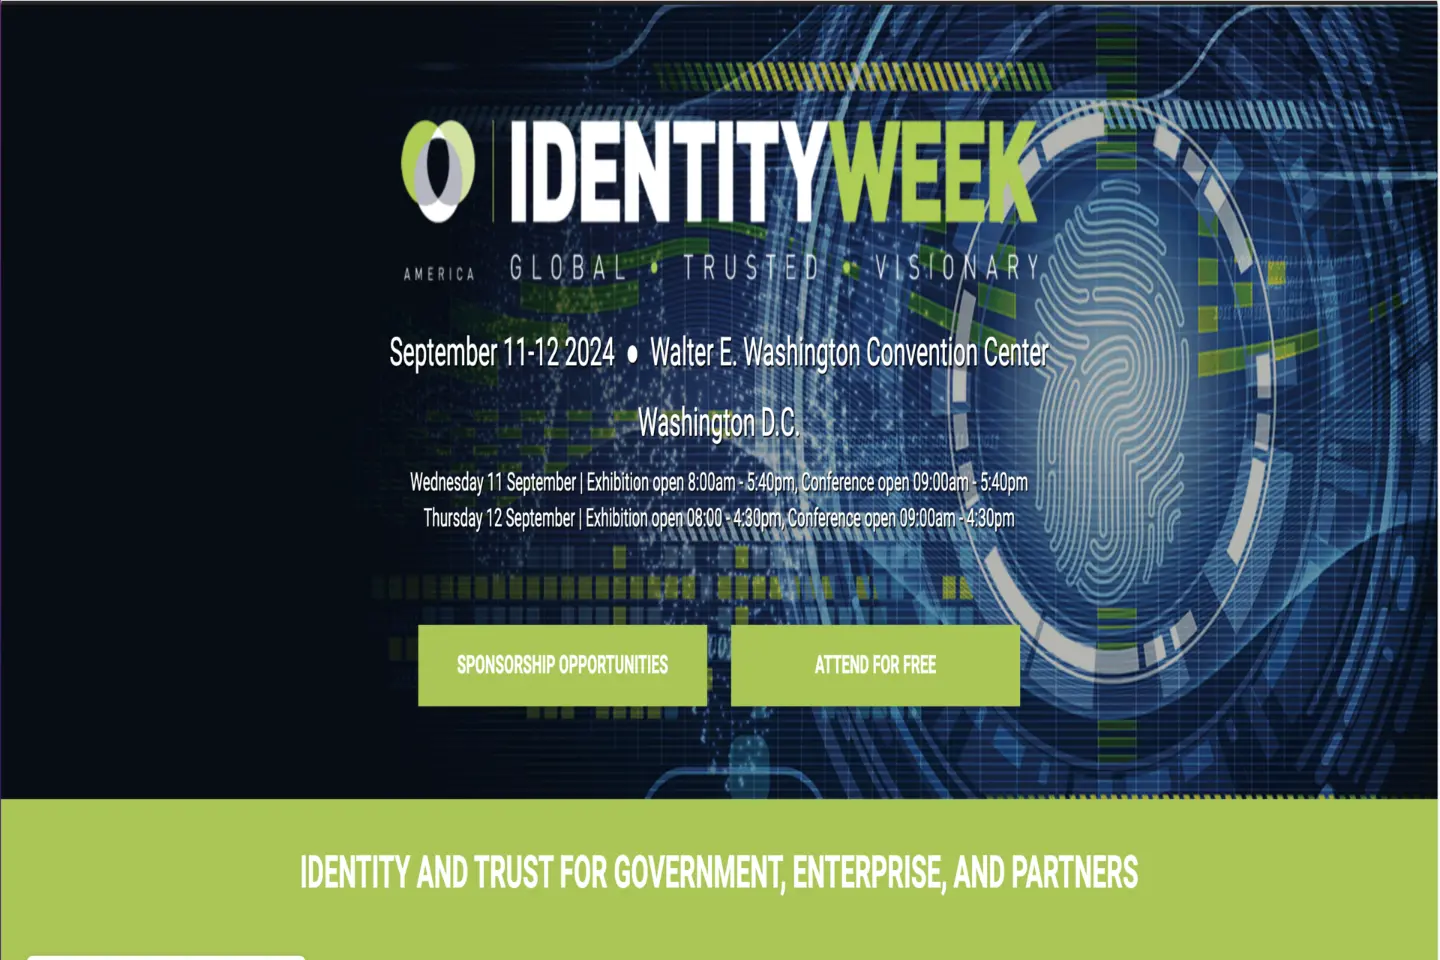 IDENTITYWEEK
AMERICA
GLOBAL • TRUSTED • VISIONARY
September 11-12 2024 ● Walter E. Washington Convention Center
Washington D.C.
Wednesday 11 September | Exhibition open 8:00am - 5:40pm, Conference open 09:00am - 5:40pm
Thursday 12 September | Exhibition open 08:00 - 4:30pm, Conference open 09:00am - 4:30pm
SPONSORSHIP OPPORTUNITIES
ATTEND FOR FREE
IDENTITY AND TRUST FOR GOVERNMENT, ENTERPRISE, AND PARTNERS